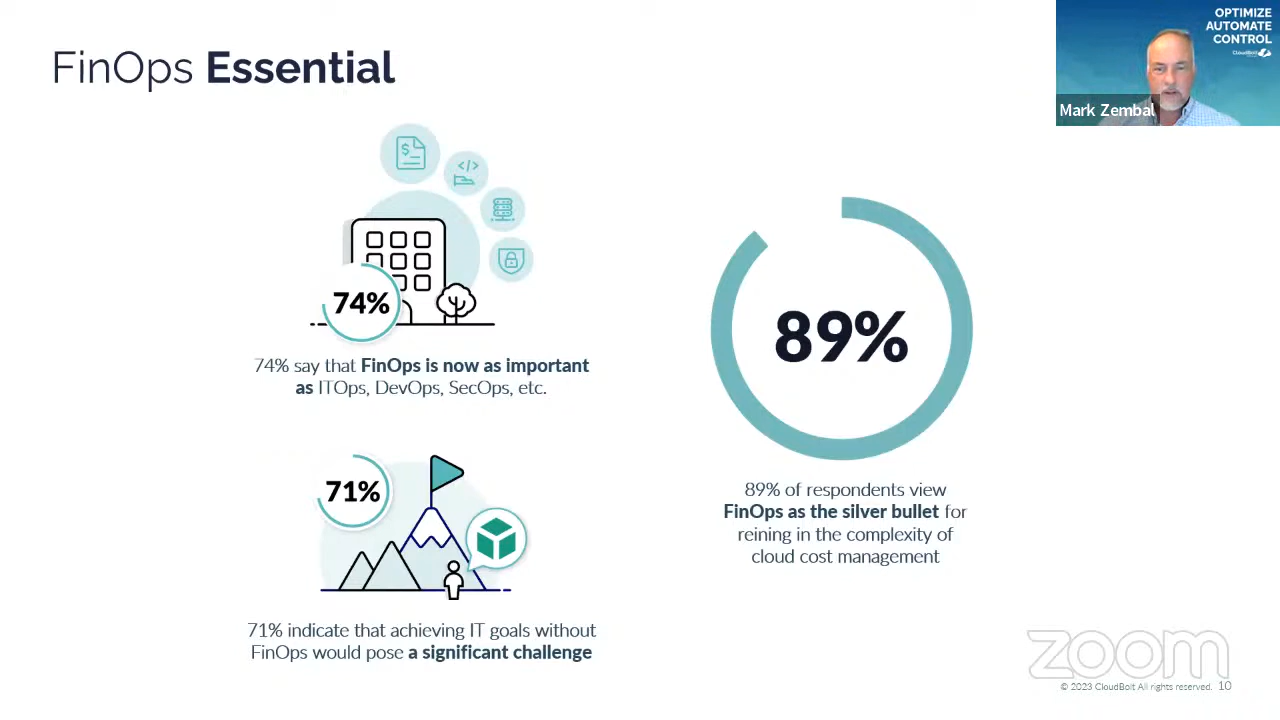 FinOps Essential
OPTIMIZE
AUTOMATE
CONTROL
CloudBolt
Mark Zembal
74%
74% say that FinOps is now as important
as ITOps, DevOps, SecOps, etc.
71%
71% indicate that achieving IT goals without
FinOps would pose a significant challenge
89%
89% of respondents view
FinOps as the silver bullet for
reining in the complexity of
cloud cost management
zoom
© 2023 CloudBolt All rights reserved. 10